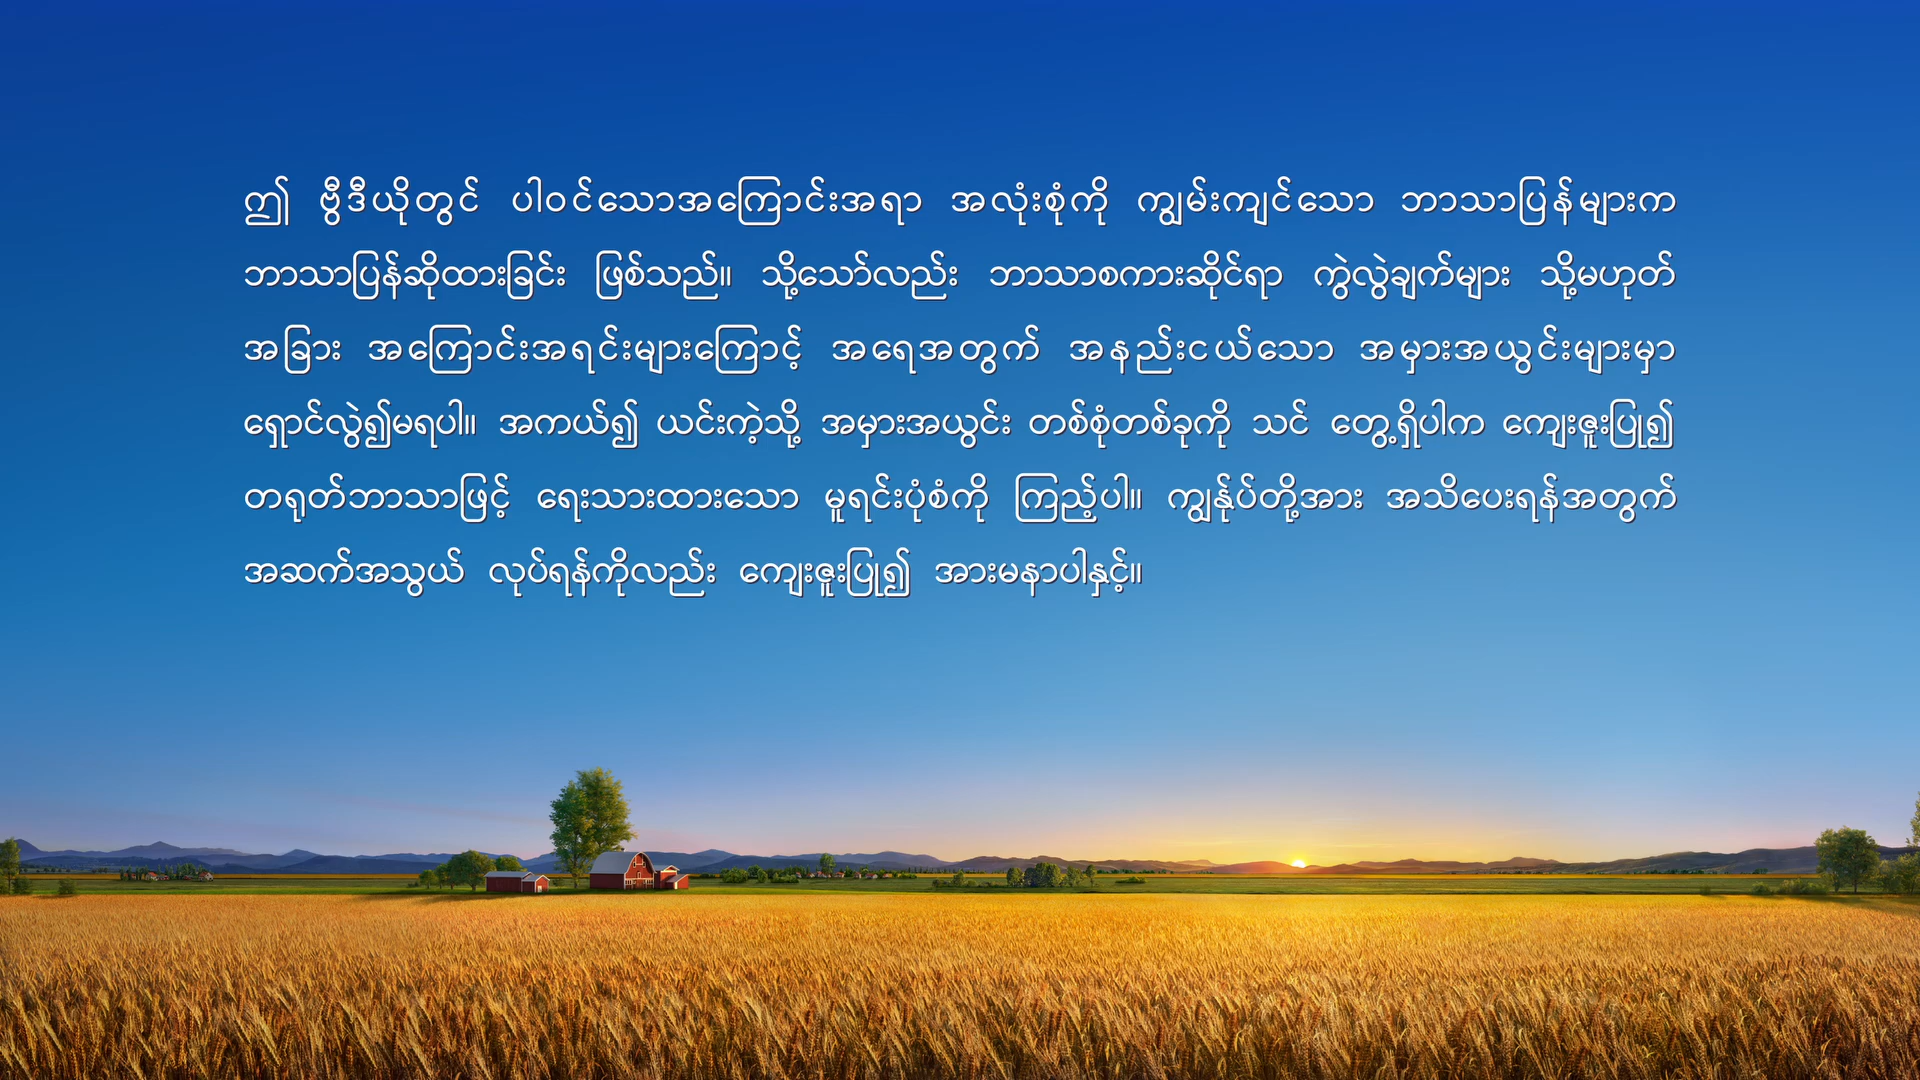 ဤ ဗွီဒီယိုတွင် ပါဝင်သောအကြောင်းအရာ အလုံးစုံကို ကျွမ်းကျင်သော ဘာသာပြန်များက
ဘာသာပြန်ဆိုထားခြင်း ဖြစ်သည်။ သို့သော်လည်း ဘာသာစကားဆိုင်ရာ ကွဲလွဲချက်များ သို့မဟုတ်
အခြား အကြောင်းအရင်းများကြောင့် အရေအတွက် အနည်းငယ်သော အမှားအယွင်းများမှာ
ရှောင်လွှဲ၍မရပါ။ အကယ်၍ ယင်းကဲ့သို့ အမှားအယွင်း တစ်စုံတစ်ခုကို သင် တွေ့ရှိပါက ကျေးဇူးပြု၍
တရုတ်ဘာသာဖြင့် ရေးသားထားသော မူရင်းပုံစံကို ကြည့်ပါ။ ကျွန်ုပ်တို့အား အသိပေးရန်အတွက်
အဆက်အသွယ် လုပ်ရန်ကိုလည်း ကျေးဇူးပြု၍ အားမနာပါနှင့်။